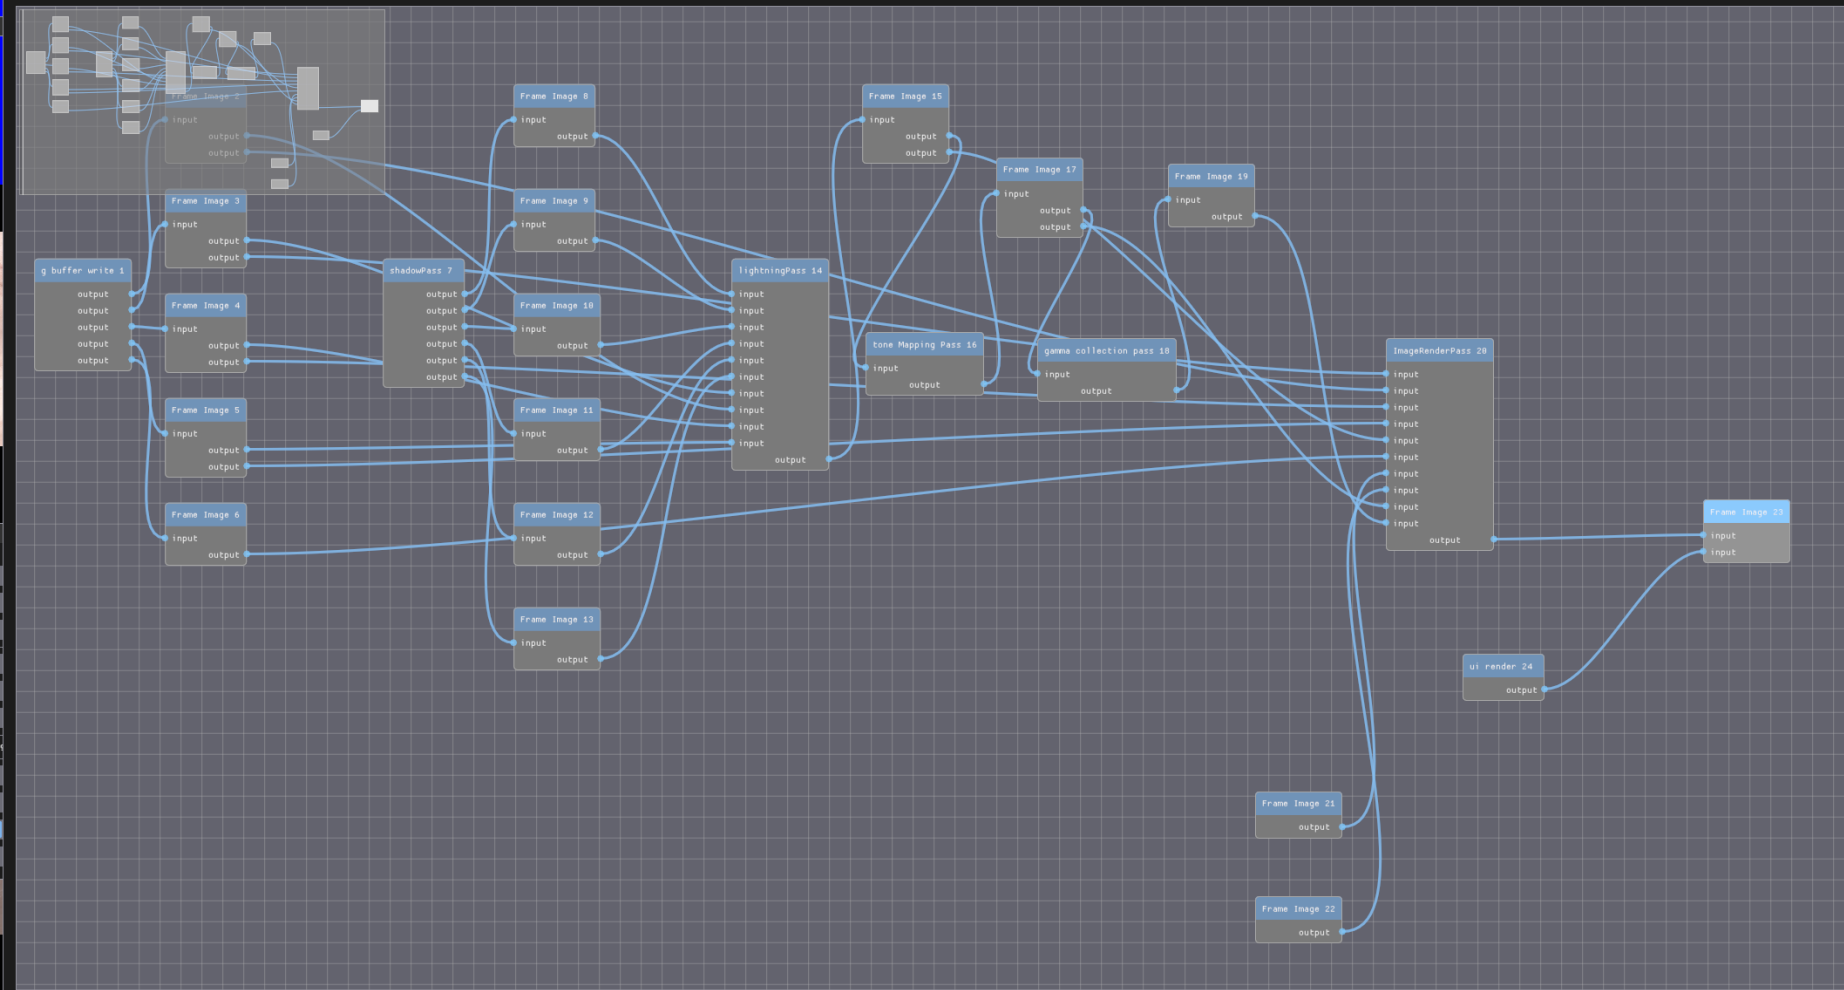 Frame Image 2
input
output
output
Frame Image 3
input
output
output
g buffer write 1
output
output
output
output
output
Frame Image 4
input
output
output
Frame Image 5
input
output
output
Frame Image 6
input
output
shadowPass 7
output
output
output
output
output
output
Frame Image 8
input
output
Frame Image 9
input
output
Frame Image 10
input
output
Frame Image 11
input
output
Frame Image 12
input
output
Frame Image 13
input
output
lightningPass 14
input
input
input
input
input
input
input
input
input
input
output
Frame Image 15
input
output
output
tone Mapping Pass 16
input
output
Frame Image 17
input
output
output
gamma collection pass 18
input
output
Frame Image 19
input
output
ImageRenderPass 20
input
input
input
input
input
input
input
input
input
input
output
Frame Image 21
output
Frame Image 22
output
Frame Image 23
input
input
ui render 24
output